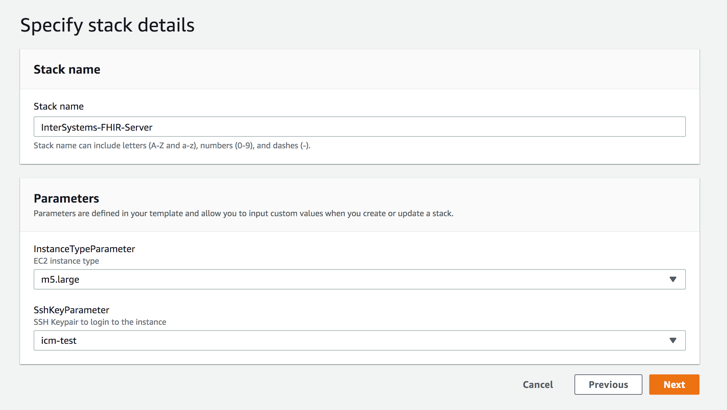 Specify stack details
Stack name
Stack name
InterSystems-FHIR-Server
Stack name can include letters (A-Z and a-z), numbers (0-9), and dashes (-).
Parameters
Parameters are defined in your template and allow you to input custom values when you create or update a stack.
InstanceTypeParameter
EC2 instance type
m5.large
SshKeyParameter
SSH Keypair to login to the instance
icm-test
Cancel Previous Next